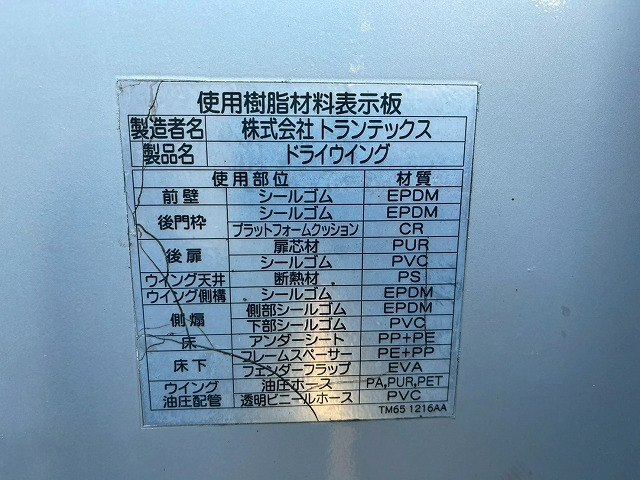 使用樹脂材料表示板
製造者名 株式会社 トランテックス
製品名 ドライウイング
使用部位 材質
前壁 シールゴム EPDM
後門枠 シールゴム EPDM
プラットフォームクッション CR
後扉 扉芯材 PUR
シールゴム PVC
ウイング天井 断熱材 PS
ウイング側構 シールゴム EPDM
側煽 側部シールゴム EPDM
下部シールゴム PVC
床 アンダーシート PP+PE
床下 フレームスペーサー PE+PP
フェンダーフラップ EVA
ウイング 油圧ホース PA,PUR,PET
油圧配管 透明ビニールホース PVC
TM65 1216AA